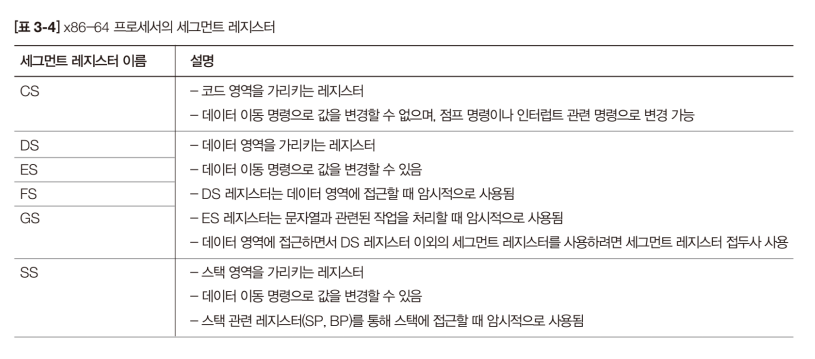 [표 3-4] x86-64 프로세서의 세그먼트 레지스터
세그먼트 레지스터 이름 설명
CS – 코드 영역을 가리키는 레지스터
– 데이터 이동 명령으로 값을 변경할 수 없으며, 점프 명령이나 인터럽트 관련 명령으로 변경 가능
DS – 데이터 영역을 가리키는 레지스터
ES – 데이터 이동 명령으로 값을 변경할 수 있음
FS – DS 레지스터는 데이터 영역에 접근할 때 암시적으로 사용됨
GS – ES 레지스터는 문자열과 관련된 작업을 처리할 때 암시적으로 사용됨
– 데이터 영역에 접근하면서 DS 레지스터 이외의 세그먼트 레지스터를 사용하려면 세그먼트 레지스터 접두사 사용
SS – 스택 영역을 가리키는 레지스터
– 데이터 이동 명령으로 값을 변경할 수 있음
– 스택 관련 레지스터(SP, BP)를 통해 스택에 접근할 때 암시적으로 사용됨